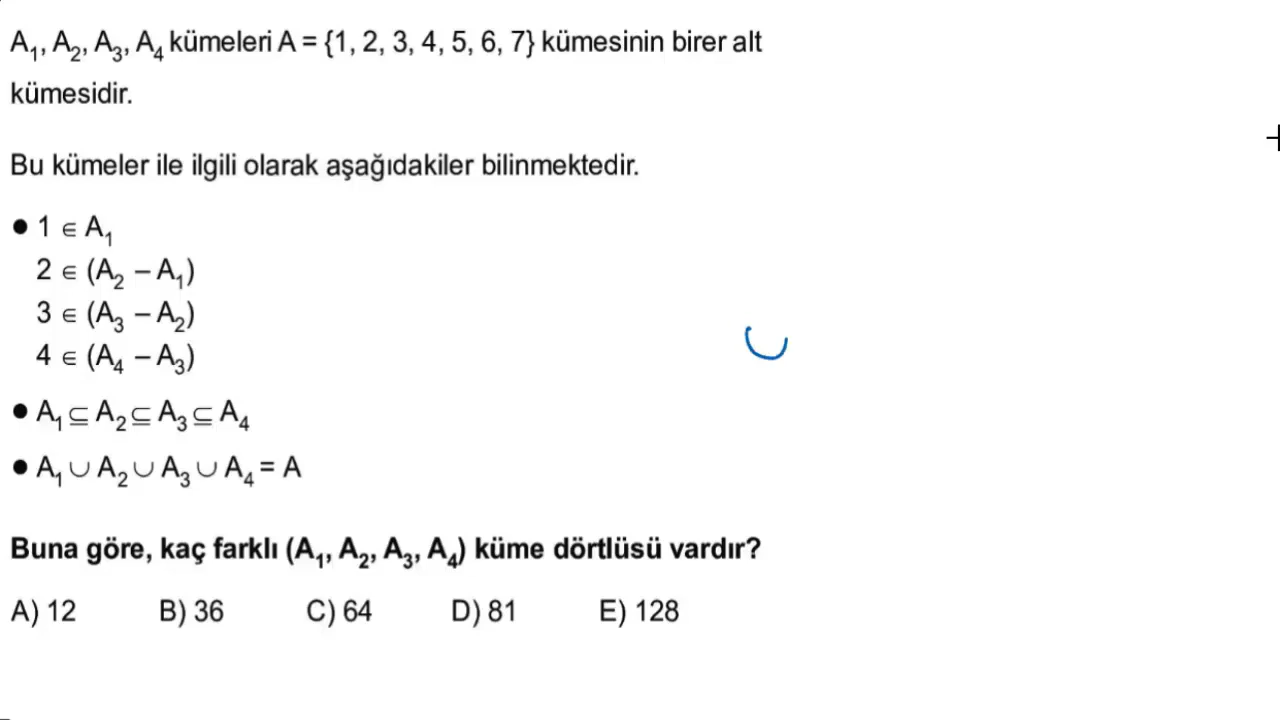 A₁, A₂, A₃, A₄ kümeleri A = {1, 2, 3, 4, 5, 6, 7} kümesinin birer alt
kümesidir.
Bu kümeler ile ilgili olarak aşağıdakiler bilinmektedir.
● 1 ∈ A₁
2 ∈ (A₂ – A₁)
3 ∈ (A₃ – A₂)
4 ∈ (A₄ – A₃)
● A₁ ⊆ A₂ ⊆ A₃ ⊆ A₄
● A₁ ∪ A₂ ∪ A₃ ∪ A₄ = A
Buna göre, kaç farklı (A₁, A₂, A₃, A₄) küme dörtlüsü vardır?
A) 12 B) 36 C) 64 D) 81 E) 128